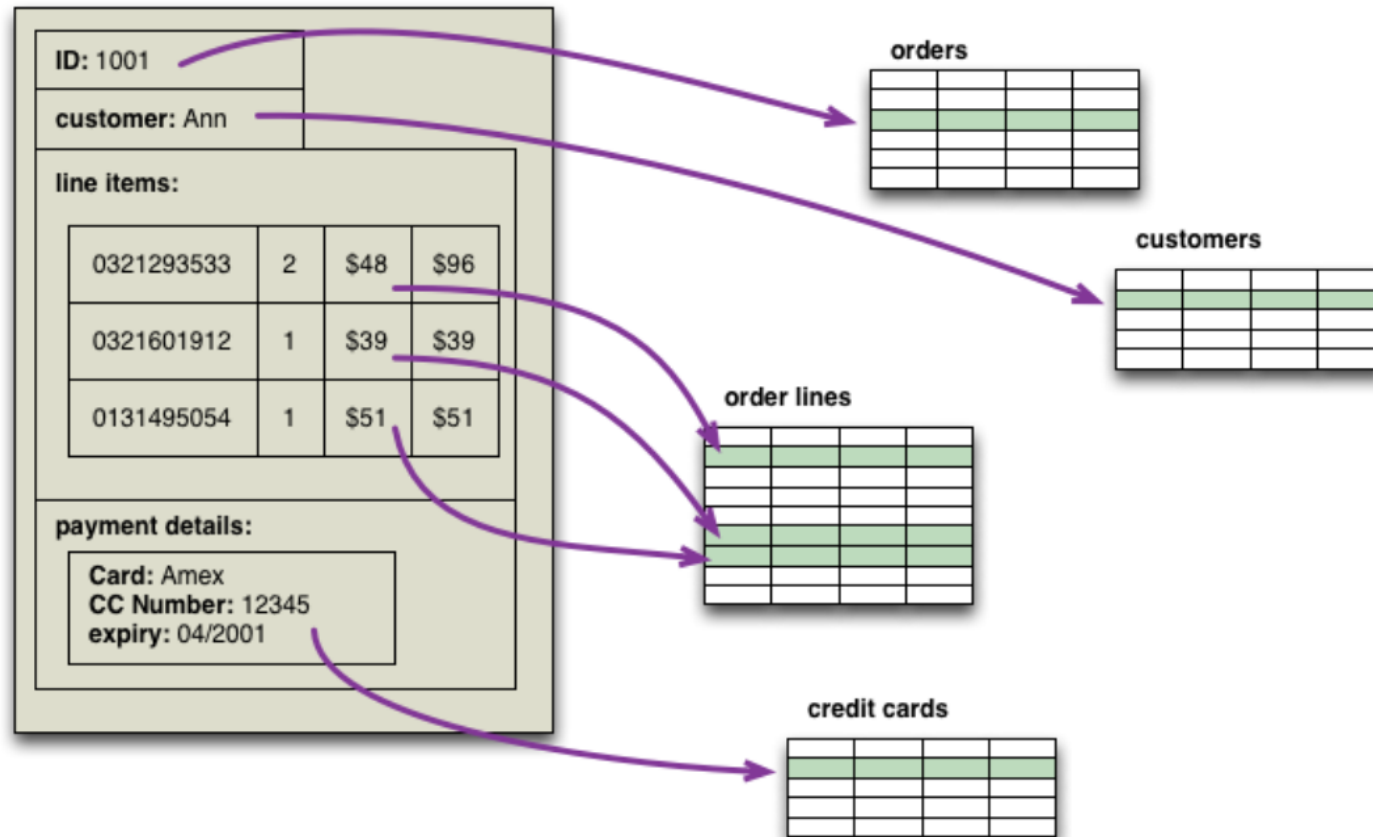 ID: 1001
customer: Ann
line items:
0321293533 2 $48 $96
0321601912 1 $39 $39
0131495054 1 $51 $51
payment details:
Card: Amex
CC Number: 12345
expiry: 04/2001
orders
customers
order lines
credit cards